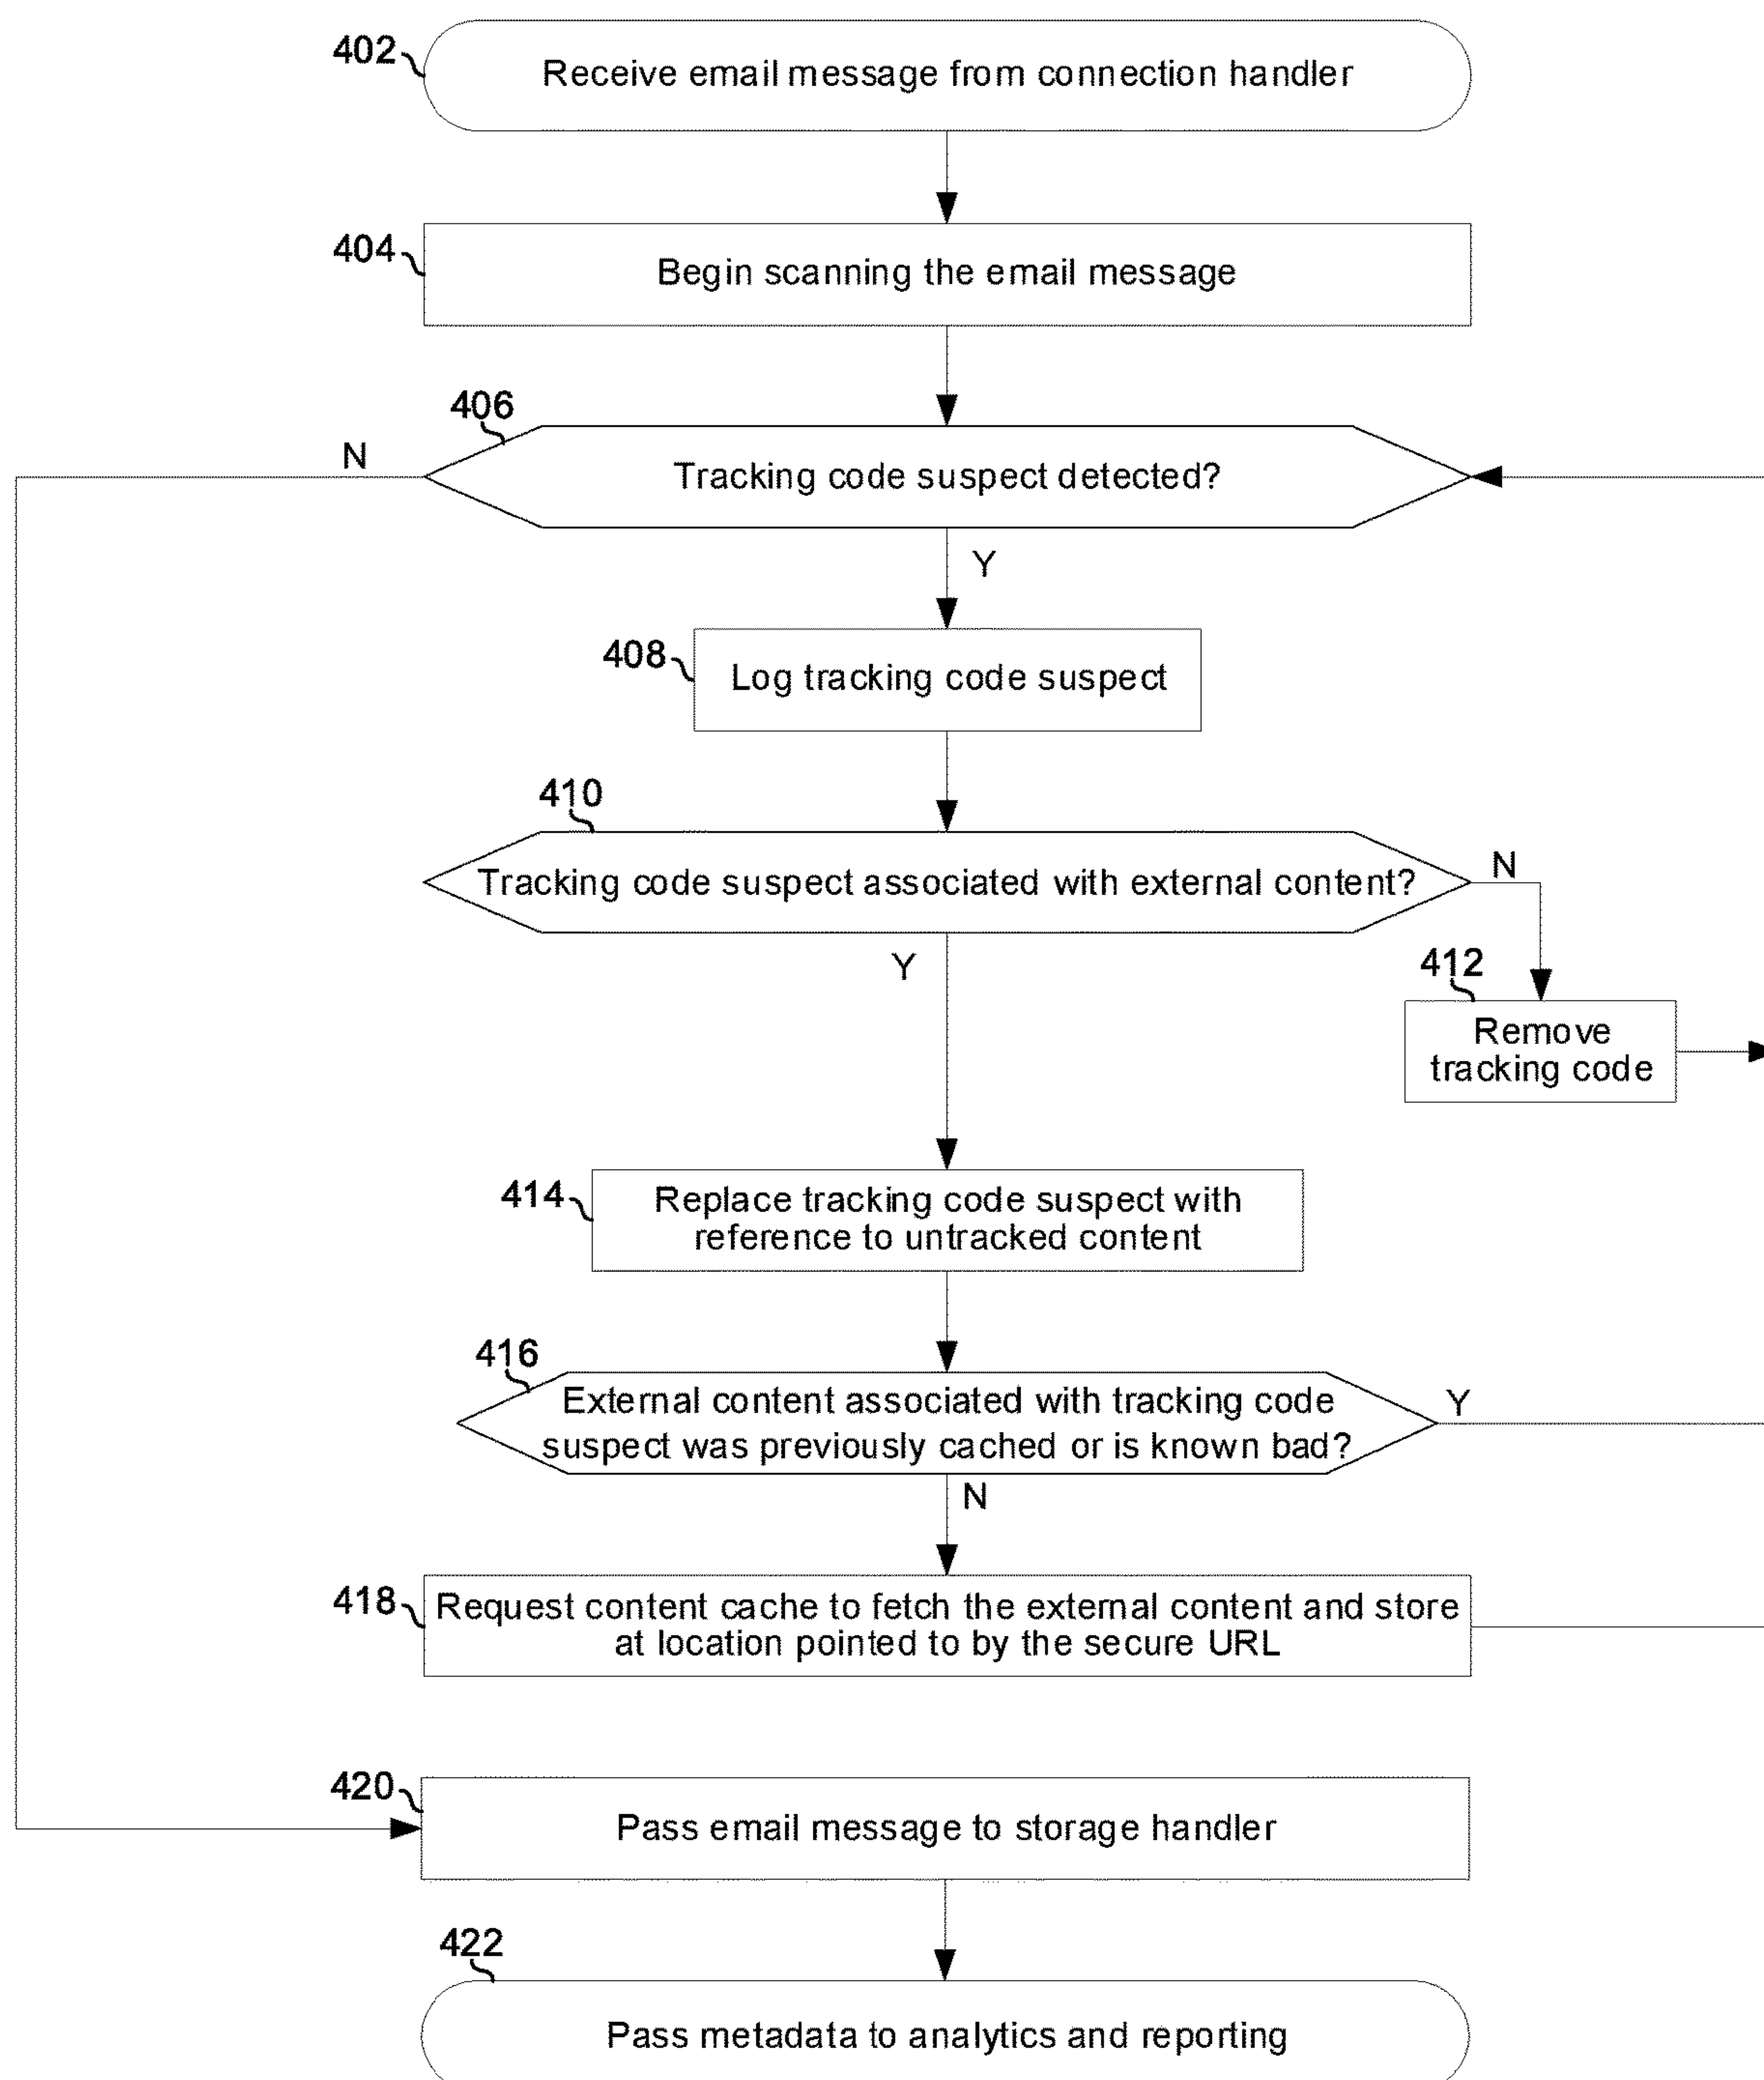 402
Receive email message from connection handler
404
Begin scanning the email message
406
N
Tracking code suspect detected?
Y
408
Log tracking code suspect
410
Tracking code suspect associated with external content?
N
Y
412
Remove
tracking code
414
Replace tracking code suspect with
reference to untracked content
416
External content associated with tracking code
suspect was previously cached or is known bad?
Y
N
418
Request content cache to fetch the external content and store
at location pointed to by the secure URL
420
Pass email message to storage handler
422
Pass metadata to analytics and reporting